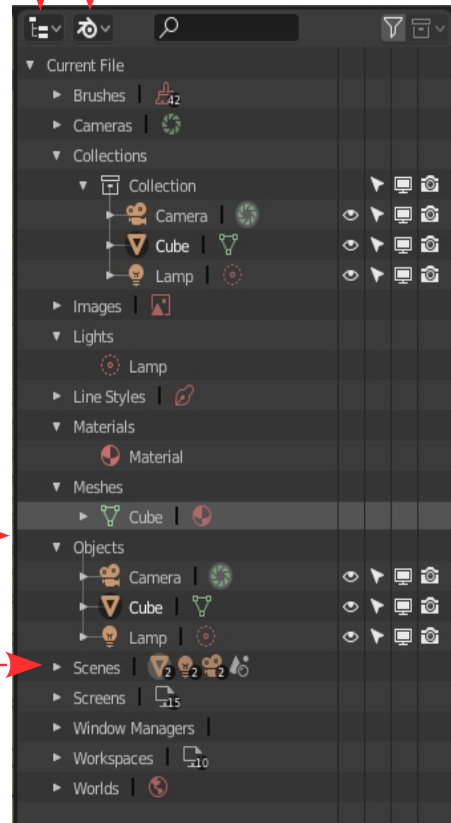 Current File
Brushes 42
Cameras
Collections
Collection
Camera
Cube
Lamp
Images
Lights
Lamp
Line Styles
Materials
Material
Meshes
Cube
Objects
Camera
Cube
Lamp
Scenes 2 2 2
Screens 15
Window Managers
Workspaces 10
Worlds